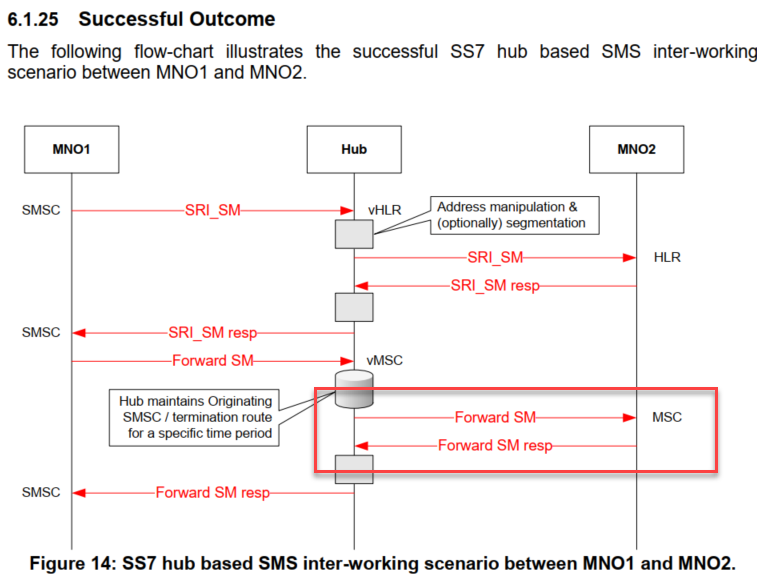 6.1.25 Successful Outcome
The following flow-chart illustrates the successful SS7 hub based SMS inter-working
scenario between MNO1 and MNO2.
MNO1
Hub
MNO2
SMSC
SRI_SM
vHLR
Address manipulation &
(optionally) segmentation
SRI_SM
HLR
SRI_SM resp
SMSC
SRI_SM resp
Forward SM
vMSC
Hub maintains Originating
SMSC / termination route
for a specific time period
Forward SM
MSC
Forward SM resp
SMSC
Forward SM resp
Figure 14: SS7 hub based SMS inter-working scenario between MNO1 and MNO2.